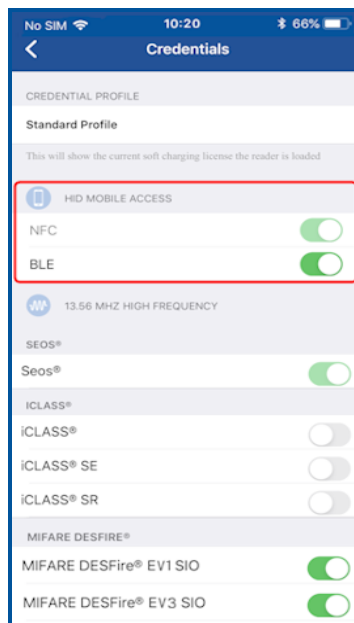 No SIM 10:20 66%
Credentials
CREDENTIAL PROFILE
Standard Profile
This will show the current soft charging license the reader is loaded
HID MOBILE ACCESS
NFC
BLE
13.56 MHZ HIGH FREQUENCY
SEOS®
Seos®
ICLASS®
iCLASS®
iCLASS® SE
iCLASS® SR
MIFARE DESFIRE®
MIFARE DESFire® EV1 SIO
MIFARE DESFire® EV3 SIO